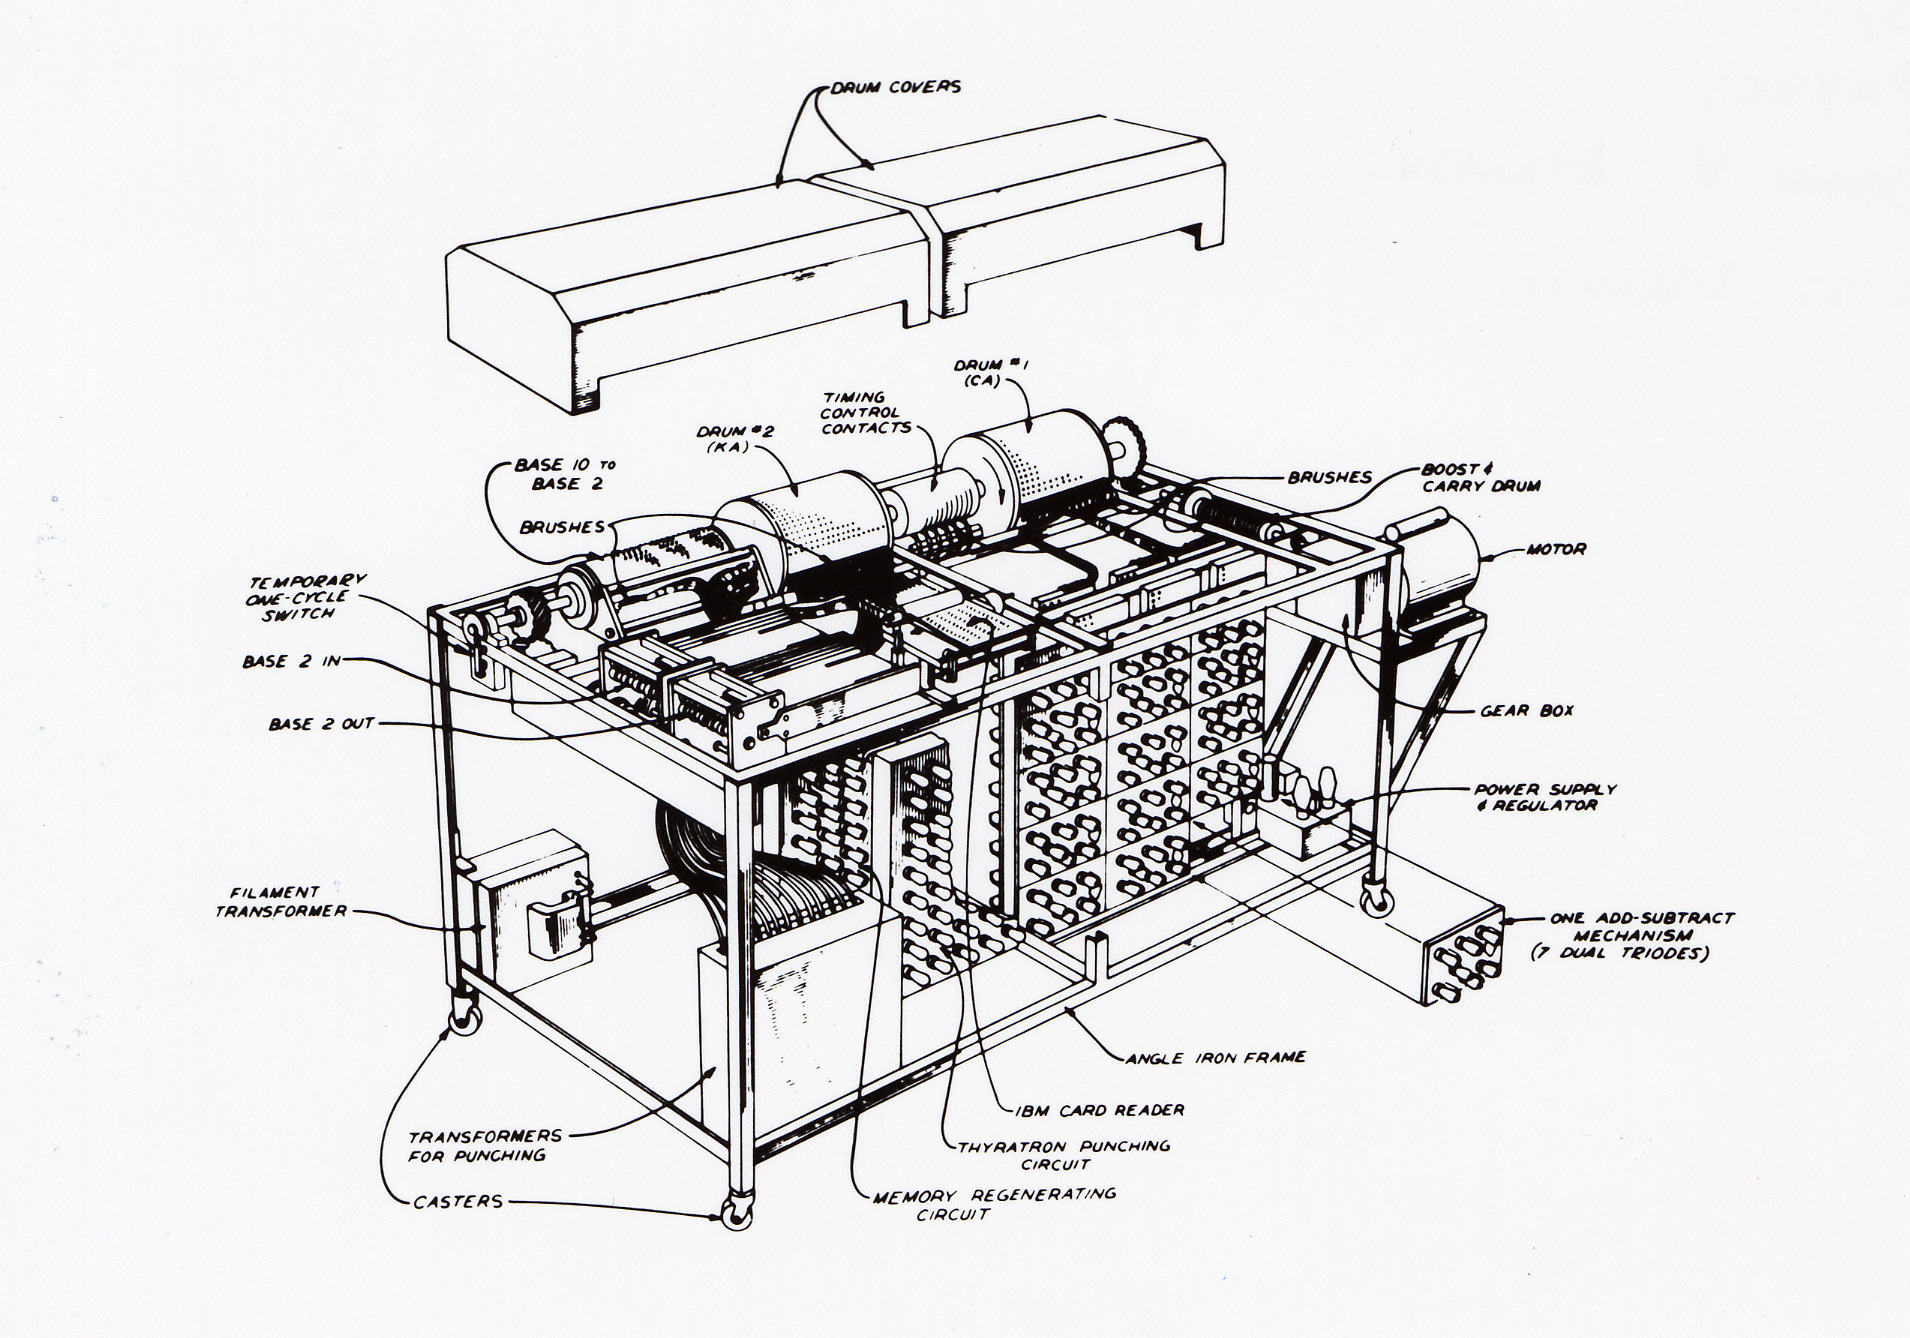 DRUM COVERS
DRUM #1
(CA)
TIMING
CONTROL
CONTACTS
DRUM #2
(KA)
BASE 10 TO
BASE 2
BRUSHES
BRUSHES
BOOST &
CARRY DRUM
MOTOR
TEMPORARY
ONE-CYCLE
SWITCH
BASE 2 IN
BASE 2 OUT
GEAR BOX
POWER SUPPLY
& REGULATOR
FILAMENT
TRANSFORMER
ONE ADD-SUBTRACT
MECHANISM
(7 DUAL TRIODES)
ANGLE IRON FRAME
IBM CARD READER
TRANSFORMERS
FOR PUNCHING
THYRATRON PUNCHING
CIRCUIT
CASTERS
MEMORY REGENERATING
CIRCUIT